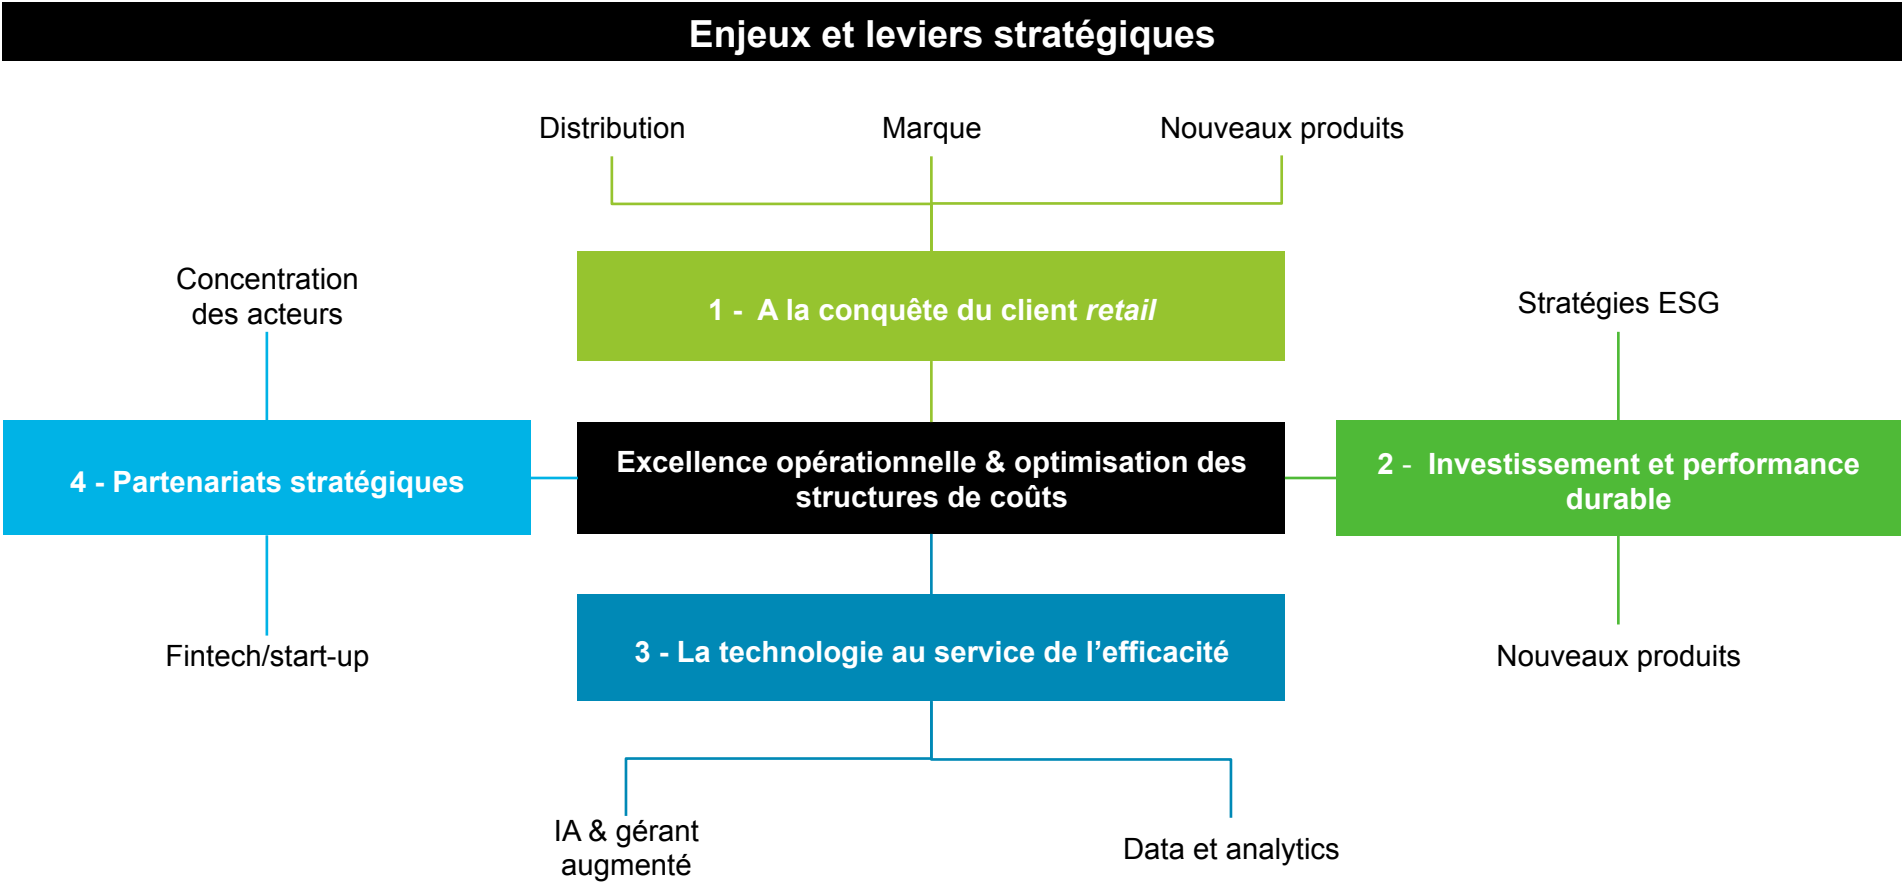 Enjeux et leviers stratégiques
Distribution
Marque
Nouveaux produits
1 - A la conquête du client retail
Concentration
des acteurs
Stratégies ESG
4 - Partenariats stratégiques
Excellence opérationnelle & optimisation des
structures de coûts
2 - Investissement et performance
durable
Fintech/start-up
3 - La technologie au service de l’efficacité
Nouveaux produits
IA & gérant
augmenté
Data et analytics